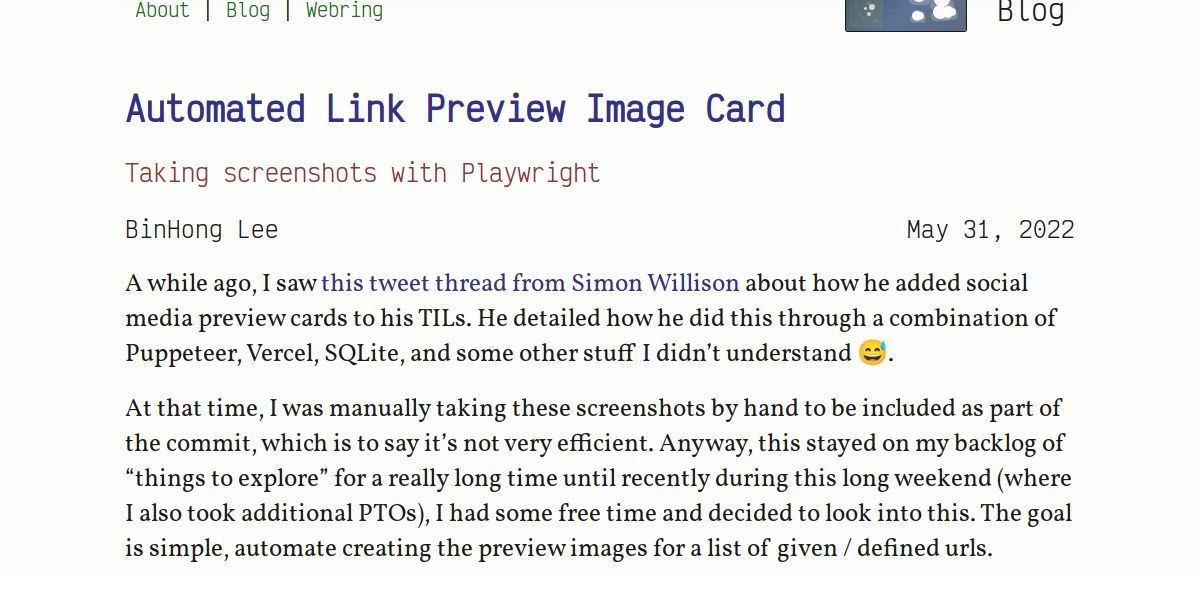 About | Blog | Webring
Blog
Automated Link Preview Image Card
Taking screenshots with Playwright
BinHong Lee May 31, 2022
A while ago, I saw this tweet thread from Simon Willison about how he added social
media preview cards to his TILs. He detailed how he did this through a combination of
Puppeteer, Vercel, SQLite, and some other stuff I didn’t understand 😅.
At that time, I was manually taking these screenshots by hand to be included as part of
the commit, which is to say it’s not very efficient. Anyway, this stayed on my backlog of
“things to explore” for a really long time until recently during this long weekend (where
I also took additional PTOs), I had some free time and decided to look into this. The goal
is simple, automate creating the preview images for a list of given / defined urls.